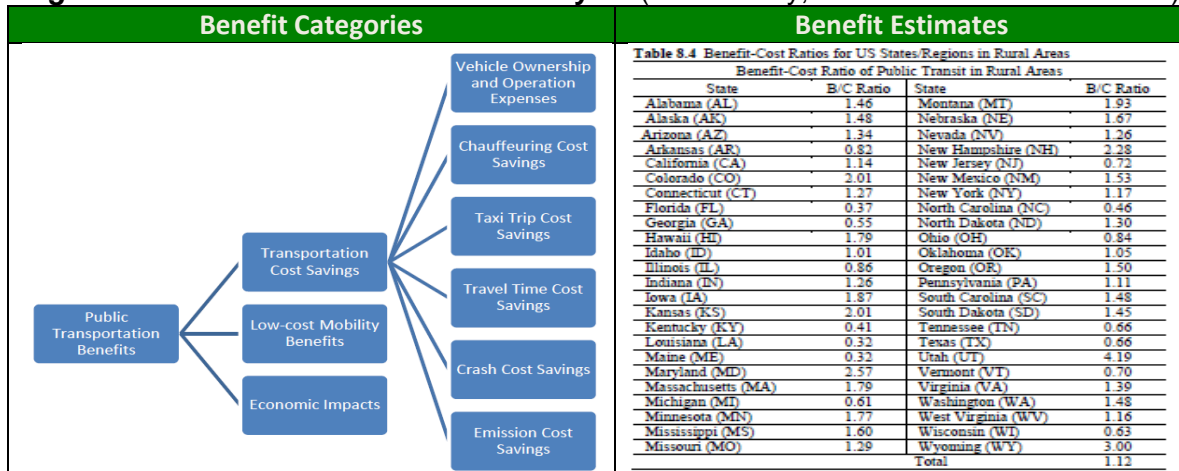 Benefit Categories
Benefit Estimates
Vehicle Ownership
and Operation
Expenses
Chauffeuring Cost
Savings
Taxi Trip Cost
Savings
Transportation
Cost Savings
Travel Time Cost
Savings
Public
Transportation
Benefits
Low-cost Mobility
Benefits
Crash Cost Savings
Economic Impacts
Emission Cost
Savings
Table 8.4 Benefit-Cost Ratios for US States/Regions in Rural Areas
Benefit-Cost Ratio of Public Transit in Rural Areas
State B/C Ratio State B/C Ratio
Alabama (AL) 1.46 Montana (MT) 1.93
Alaska (AK) 1.48 Nebraska (NE) 1.67
Arizona (AZ) 1.34 Nevada (NV) 1.26
Arkansas (AR) 0.82 New Hampshire (NH) 2.28
California (CA) 1.14 New Jersey (NJ) 0.72
Colorado (CO) 2.01 New Mexico (NM) 1.53
Connecticut (CT) 1.27 New York (NY) 1.17
Florida (FL) 0.37 North Carolina (NC) 0.46
Georgia (GA) 0.55 North Dakota (ND) 1.30
Hawaii (HI) 1.79 Ohio (OH) 0.84
Idaho (ID) 1.01 Oklahoma (OK) 1.05
Illinois (IL) 0.86 Oregon (OR) 1.50
Indiana (IN) 1.26 Pennsylvania (PA) 1.11
Iowa (IA) 1.87 South Carolina (SC) 1.48
Kansas (KS) 2.01 South Dakota (SD) 1.45
Kentucky (KY) 0.41 Tennessee (TN) 0.66
Louisiana (LA) 0.32 Texas (TX) 0.66
Maine (ME) 0.32 Utah (UT) 4.19
Maryland (MD) 2.57 Vermont (VT) 0.70
Massachusetts (MA) 1.79 Virginia (VA) 1.39
Michigan (MI) 0.61 Washington (WA) 1.48
Minnesota (MN) 1.77 West Virginia (WV) 1.16
Mississippi (MS) 1.60 Wisconsin (WI) 0.63
Missouri (MO) 1.29 Wyoming (WY) 3.00
Total 1.12